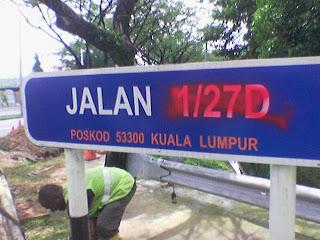 JALAN 1/27D
POSKOD 53300 KUALA LUMPUR